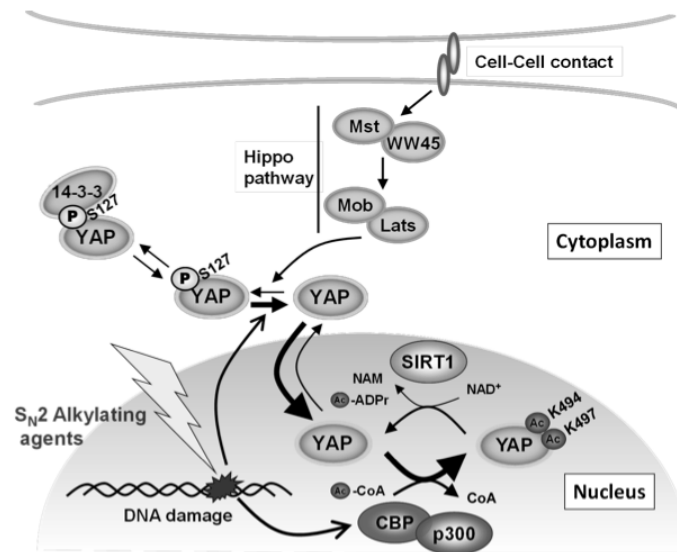 Cell-Cell contact
Mst
WW45
Hippo
pathway
Mob
Lats
14-3-3
P
S127
YAP
Cytoplasm
P
S127
YAP
YAP
SIRT1
NAM
NAD+
Ac-ADPr
K494
Ac
Ac
K497
YAP
YAP
SN2 Alkylating
agents
Ac-CoA
CoA
DNA damage
CBP
p300
Nucleus